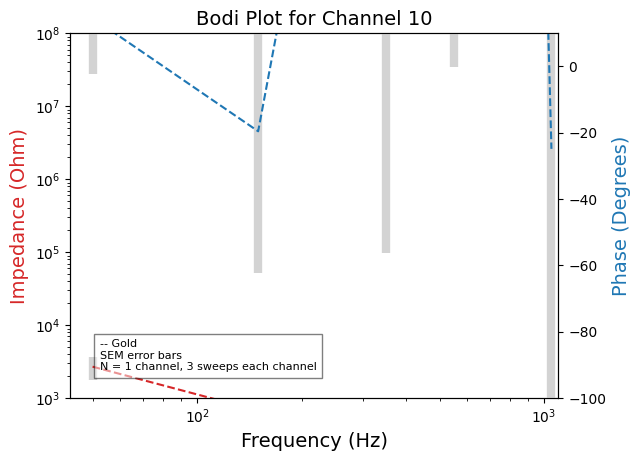 Bodi Plot for Channel 10
10⁸
10⁷
10⁶
10⁵
10⁴
10³
Impedance (Ohm)
0
−20
−40
−60
−80
−100
Phase (Degrees)
-- Gold
SEM error bars
N = 1 channel, 3 sweeps each channel
10²
10³
Frequency (Hz)